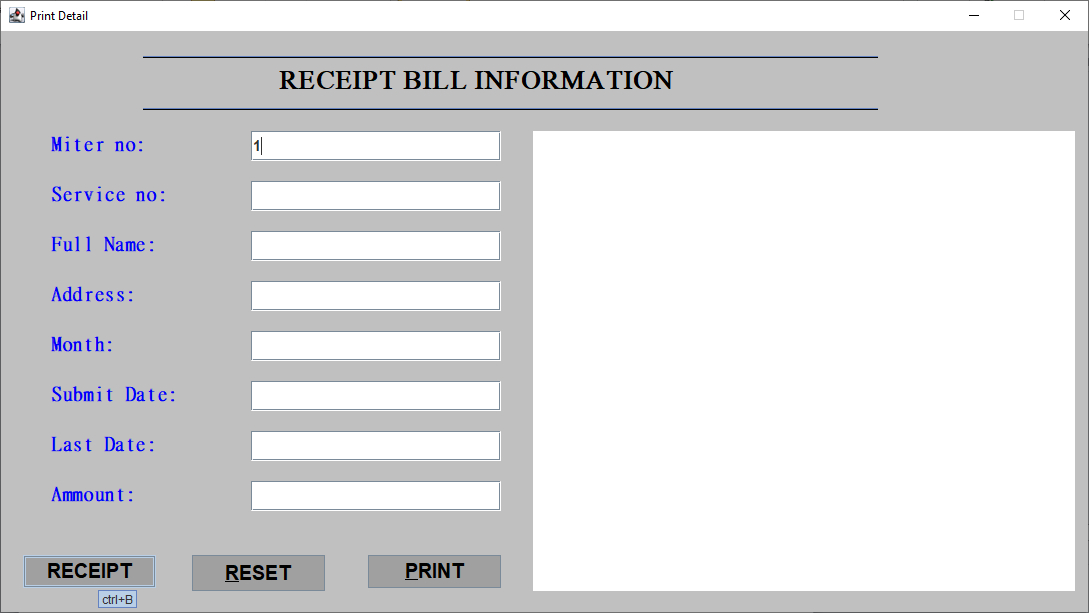 Print Detail
RECEIPT BILL INFORMATION
Miter no:
1
Service no:
Full Name:
Address:
Month:
Submit Date:
Last Date:
Ammount:
RECEIPT
RESET
PRINT
ctrl+B